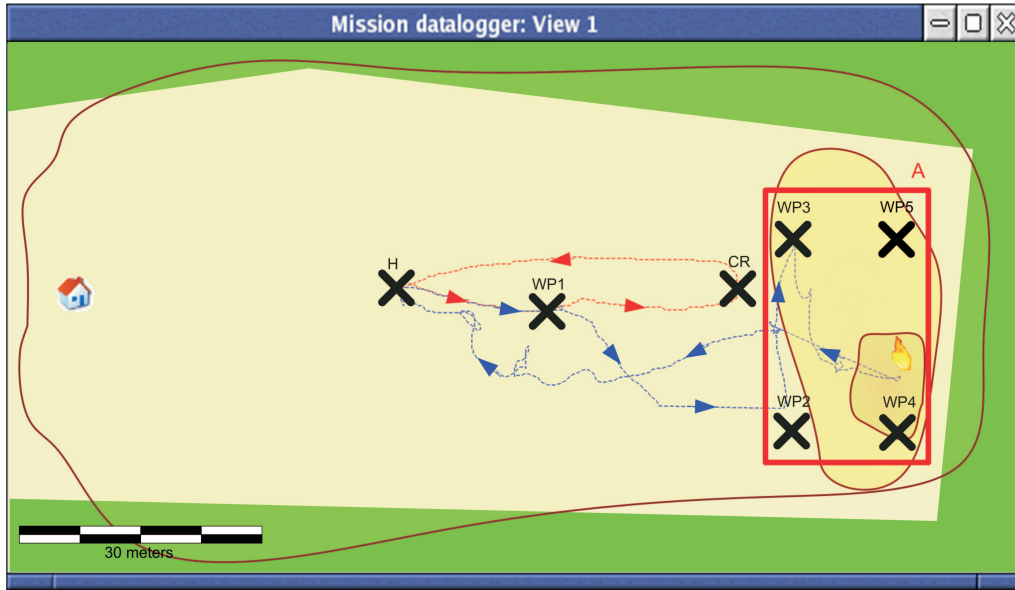 Mission datalogger: View 1
A
WP3
WP5
H
CR
WP1
WP2
WP4
30 meters